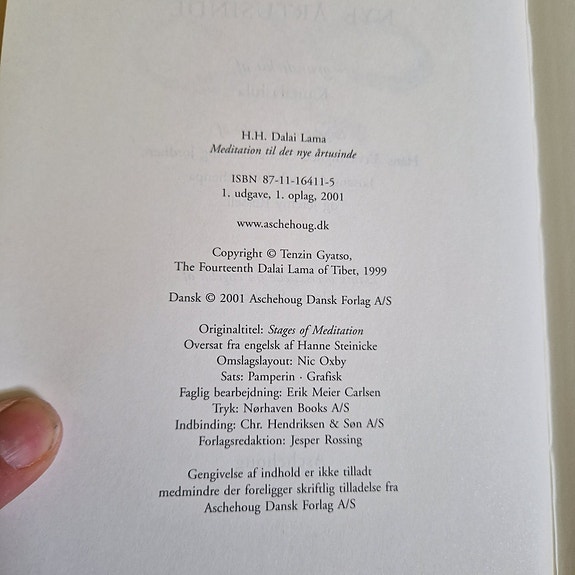 H.H. Dalai Lama
Meditation til det nye årtusinde
ISBN 87-11-16411-5
1. udgave, 1. oplag, 2001
www.aschehoug.dk
Copyright © Tenzin Gyatso,
The Fourteenth Dalai Lama of Tibet, 1999
Dansk © 2001 Aschehoug Dansk Forlag A/S
Originaltitel: Stages of Meditation
Oversat fra engelsk af Hanne Steinicke
Omslagslayout: Nic Oxby
Sats: Pamperin · Grafisk
Faglig bearbejdning: Erik Meier Carlsen
Tryk: Nørhaven Books A/S
Indbinding: Chr. Hendriksen & Søn A/S
Forlagsredaktion: Jesper Rossing
Gengivelse af indhold er ikke tilladt
medmindre der foreligger skriftlig tilladelse fra
Aschehoug Dansk Forlag A/S